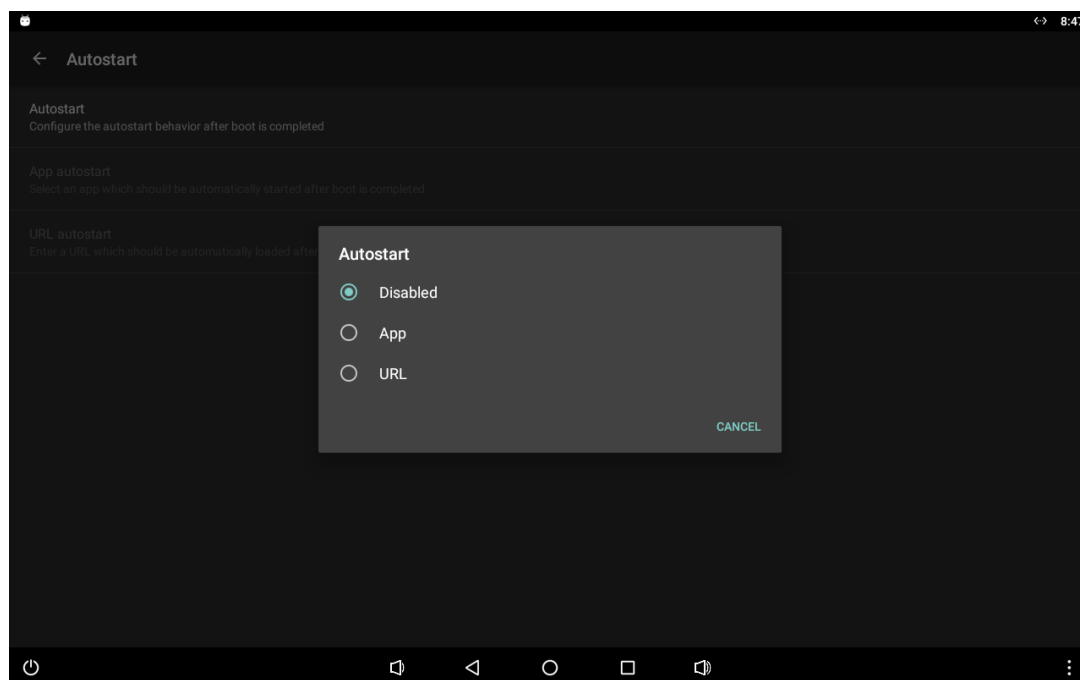 8:47
Autostart
Autostart
Configure the autostart behavior after boot is completed
App autostart
Select an app which should be automatically started after boot is completed
URL autostart
Enter a URL which should be automatically loaded after
Autostart
Disabled
App
URL
CANCEL